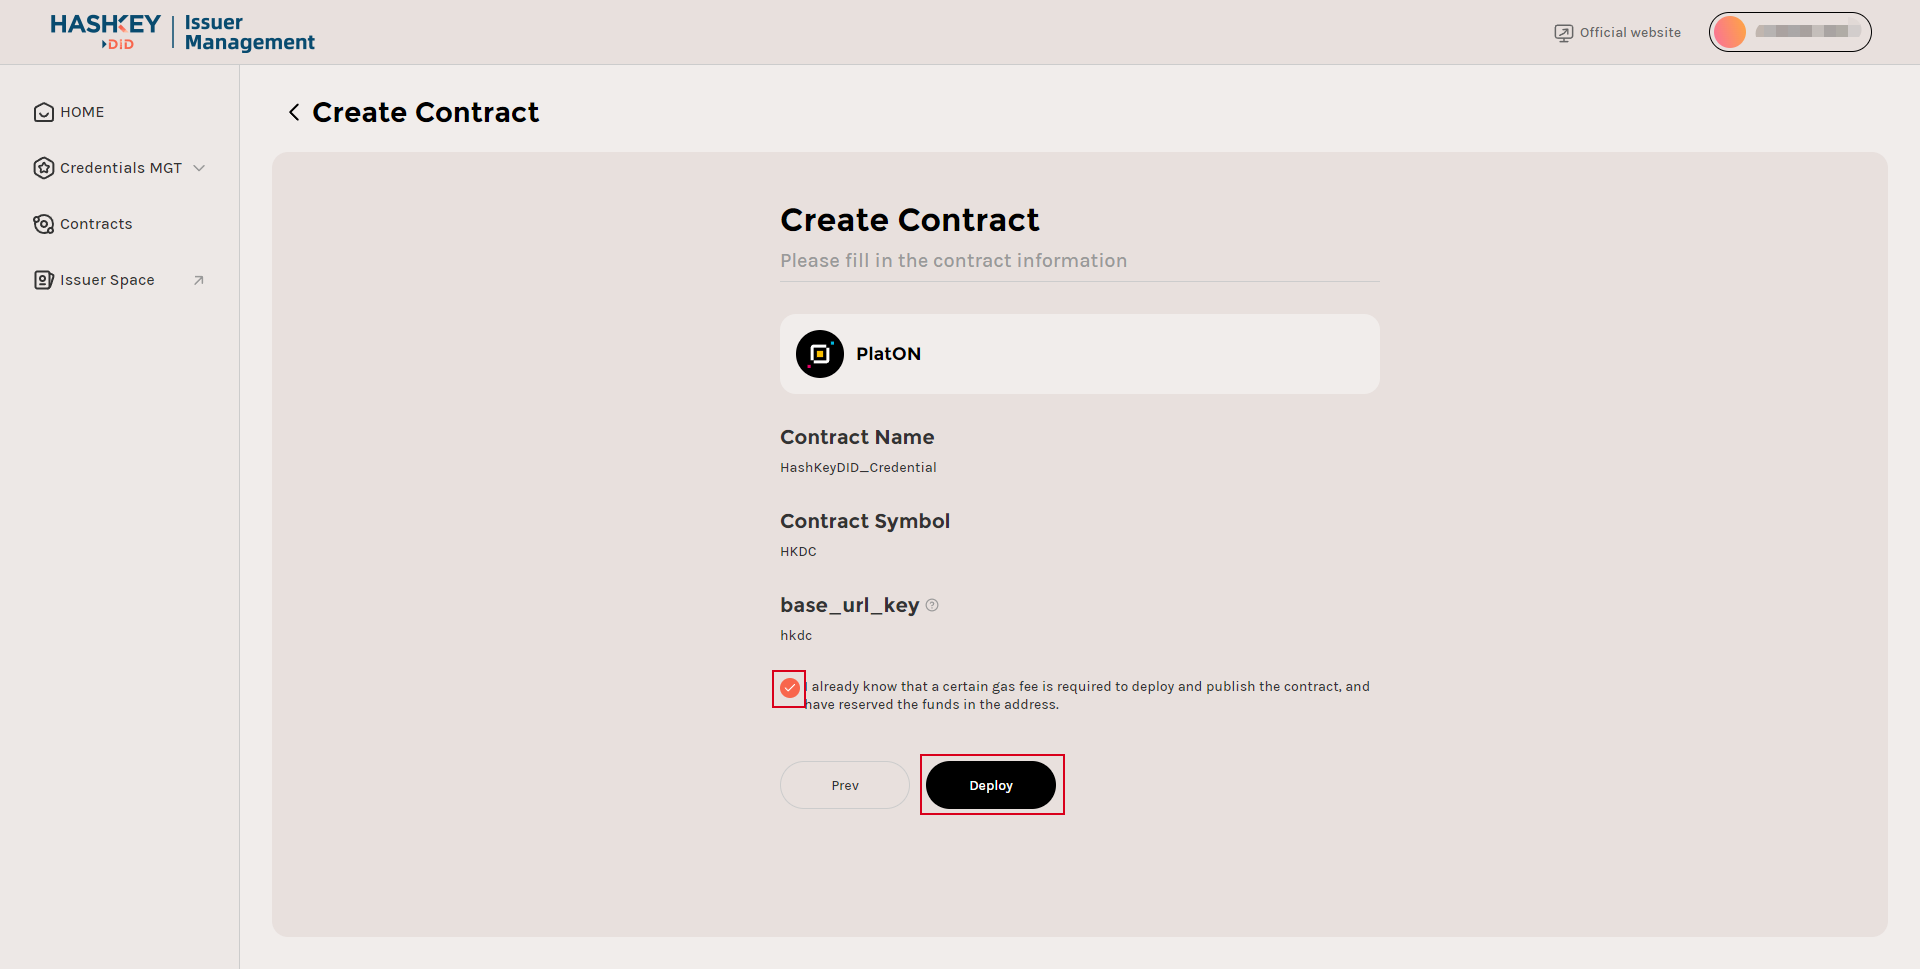 HASHKEY
DiD
Issuer
Management
Official website
HOME
Credentials MGT
Contracts
Issuer Space
Create Contract
Create Contract
Please fill in the contract information
PlatON
Contract Name
HashKeyDID_Credential
Contract Symbol
HKDC
base_url_key ?
hkdc
I already know that a certain gas fee is required to deploy and publish the contract, and
have reserved the funds in the address.
Prev
Deploy